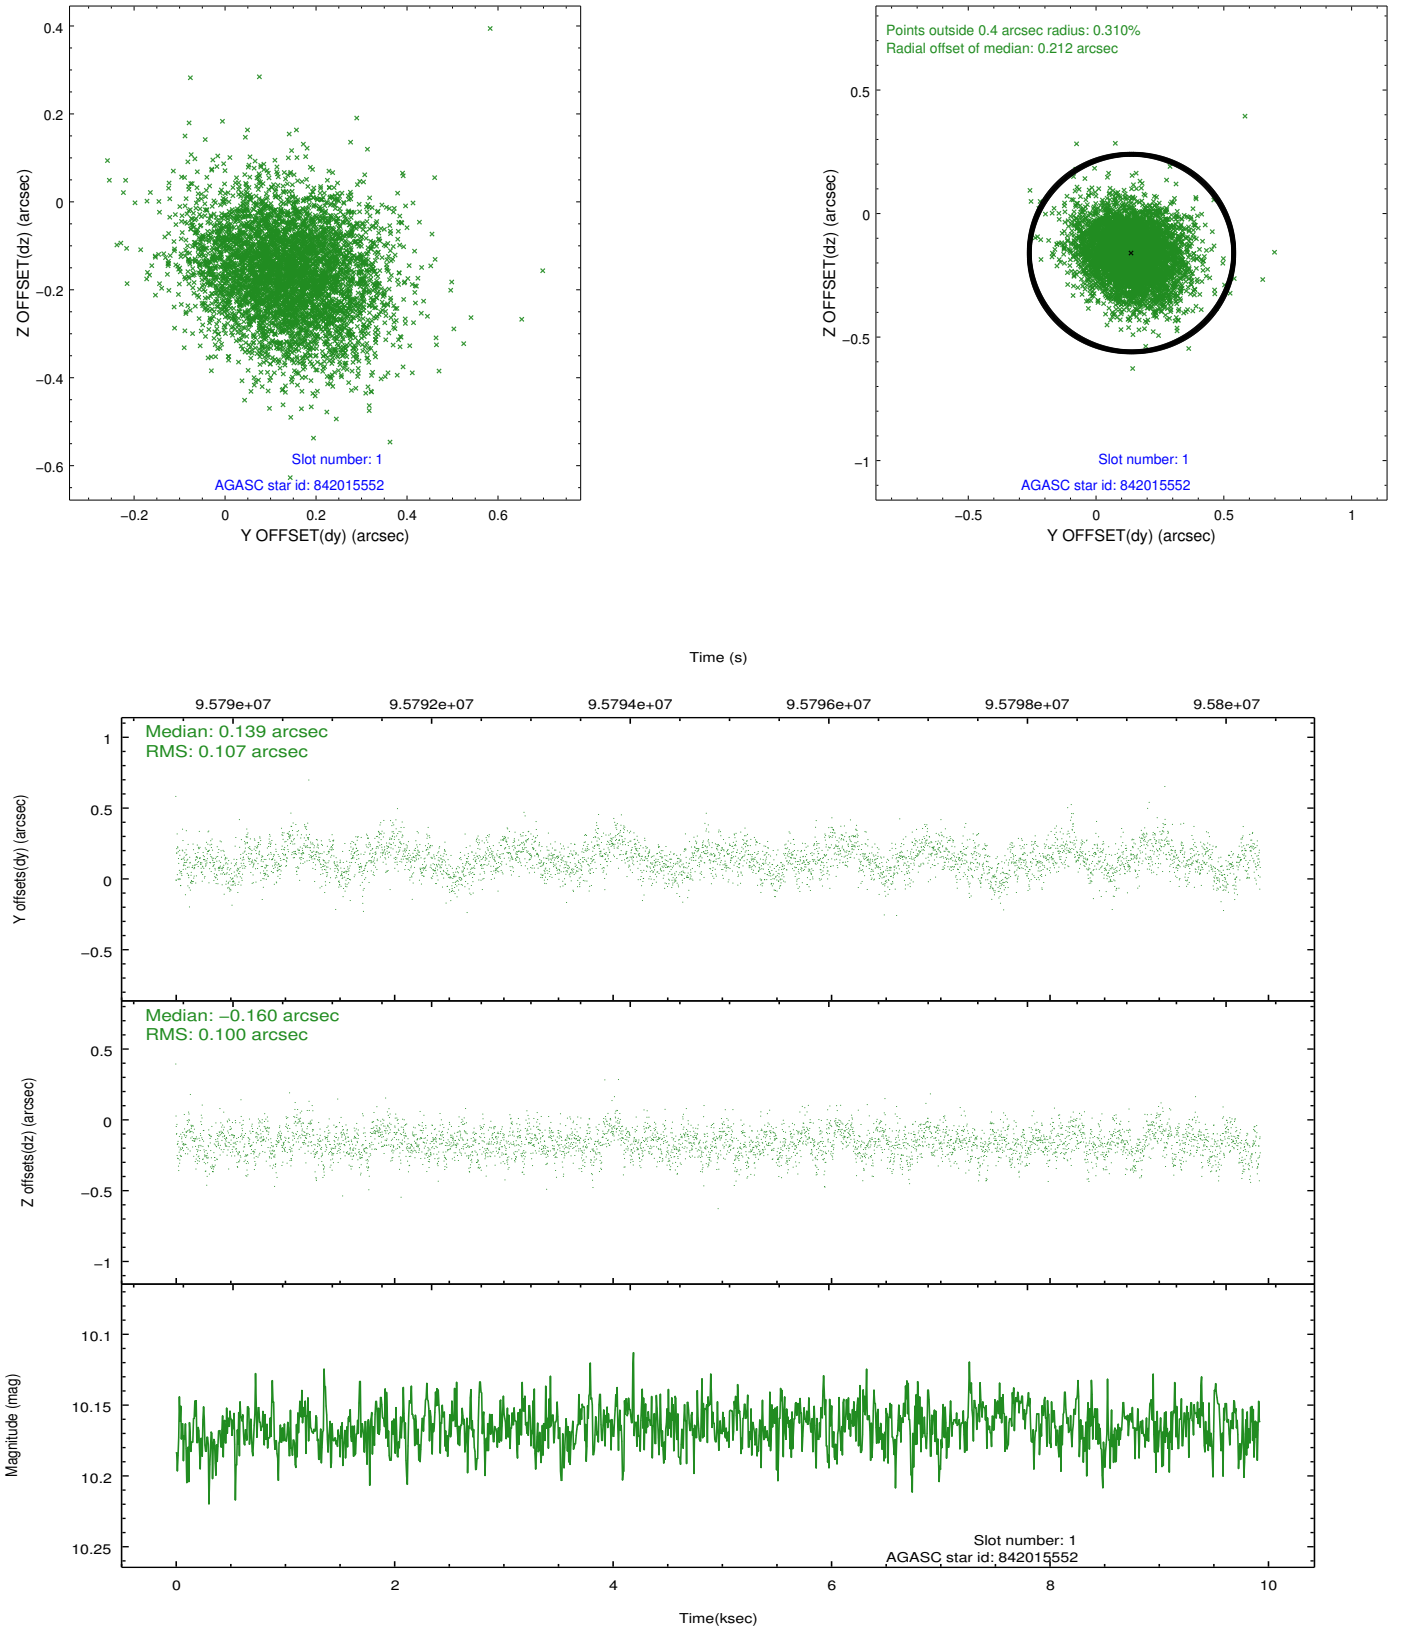 0.4
0.2
0
−0.2
−0.4
−0.6
Z OFFSET(dz) (arcsec)
Slot number: 1
AGASC star id: 842015552
−0.2 0 0.2 0.4 0.6
Y OFFSET(dy) (arcsec)
Points outside 0.4 arcsec radius: 0.310%
Radial offset of median: 0.212 arcsec
0.5
0
−0.5
−1
Z OFFSET(dz) (arcsec)
Slot number: 1
AGASC star id: 842015552
−0.5 0 0.5 1
Y OFFSET(dy) (arcsec)
Time (s)
9.579e+07 9.5792e+07 9.5794e+07 9.5796e+07 9.5798e+07 9.58e+07
Median: 0.139 arcsec
RMS: 0.107 arcsec
1
0.5
0
−0.5
Y offsets(dy) (arcsec)
Median: −0.160 arcsec
RMS: 0.100 arcsec
0.5
0
−0.5
−1
Z offsets(dz) (arcsec)
10.1
10.15
10.2
10.25
Magnitude (mag)
Slot number: 1
AGASC star id: 842015552
0 2 4 6 8 10
Time(ksec)